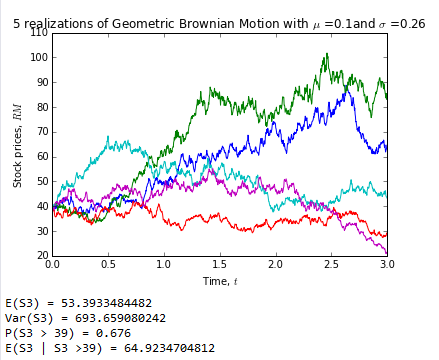 5 realizations of Geometric Brownian Motion with μ =0.1and σ =0.26
110
100
90
80
70
60
50
40
30
20
Stock prices, RM
0.0 0.5 1.0 1.5 2.0 2.5 3.0
Time, t
E(S3) = 53.3933484482
Var(S3) = 693.659080242
P(S3 > 39) = 0.676
E(S3 | S3 >39) = 64.9234704812